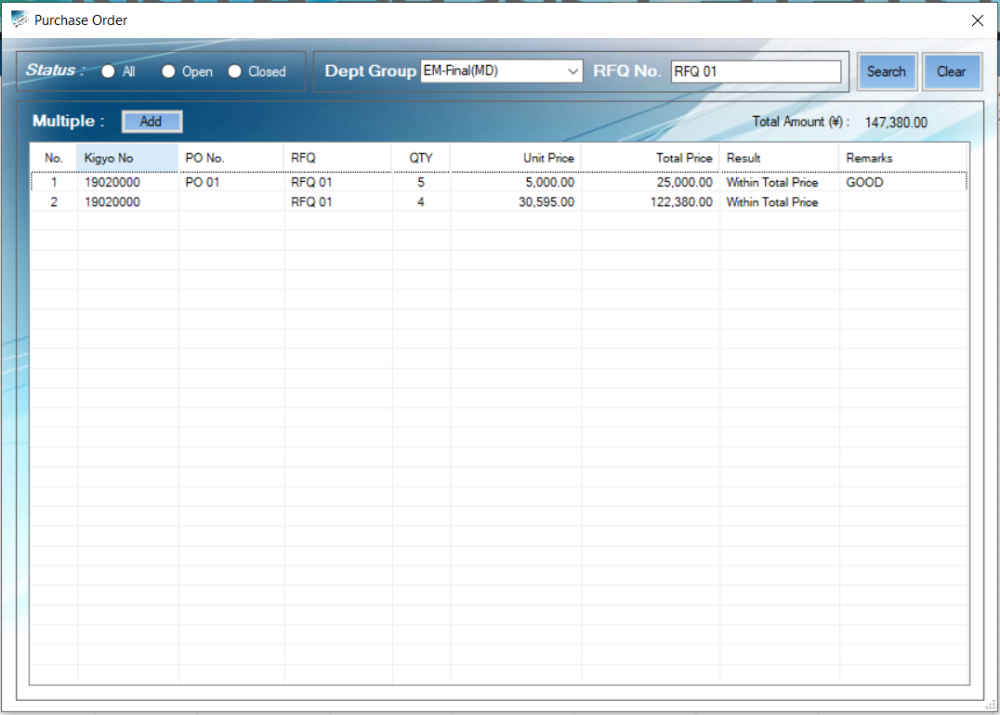 Purchase Order
Status : All Open Closed Dept Group EM-Final(MD) RFQ No. RFQ 01 Search Clear
Multiple : Add Total Amount (¥) : 147,380.00
No. Kigyo No PO No. RFQ QTY Unit Price Total Price Result Remarks
1 19020000 PO 01 RFQ 01 5 5,000.00 25,000.00 Within Total Price GOOD
2 19020000 RFQ 01 4 30,595.00 122,380.00 Within Total Price